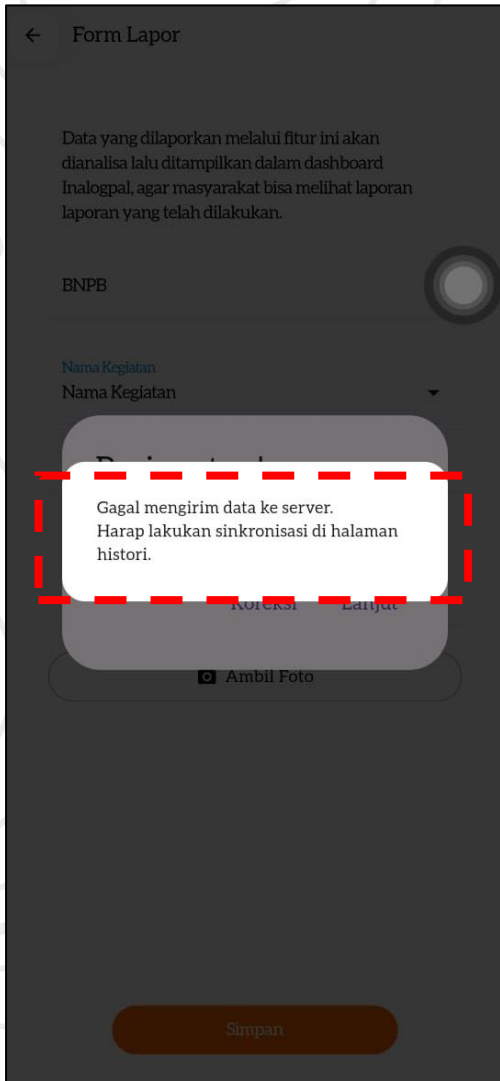 Form Lapor
Data yang dilaporkan melalui fitur ini akan
dianalisa lalu ditampilkan dalam dashboard
Inalogpal, agar masyarakat bisa melihat laporan
laporan yang telah dilakukan.
BNPB
Nama Kegiatan
Nama Kegiatan
Gagal mengirim data ke server.
Harap lakukan sinkronisasi di halaman
histori.
Koreksi Lanjut
Ambil Foto
Simpan